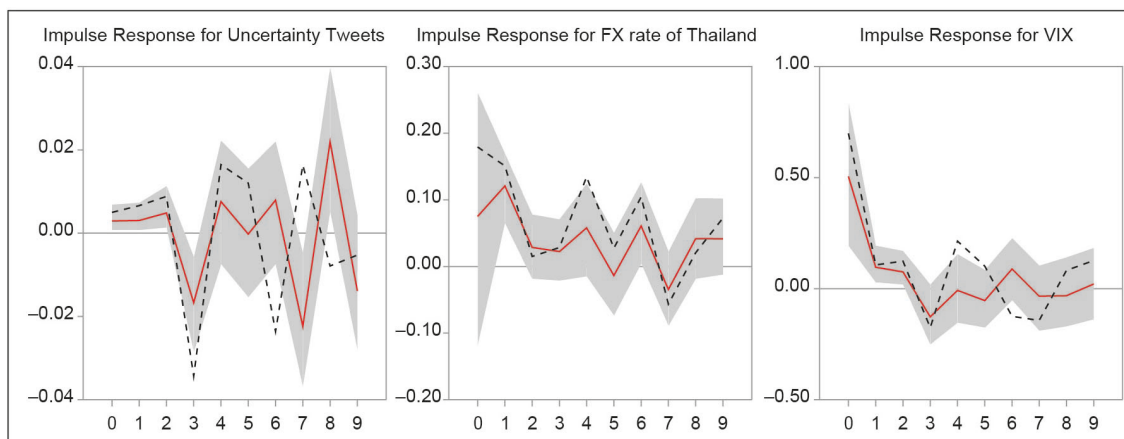 Impulse Response for Uncertainty Tweets
0.04
0.02
0.00
–0.02
–0.04
0 1 2 3 4 5 6 7 8 9
Impulse Response for FX rate of Thailand
0.30
0.20
0.10
0.00
–0.10
–0.20
0 1 2 3 4 5 6 7 8 9
Impulse Response for VIX
1.00
0.50
0.00
–0.50
0 1 2 3 4 5 6 7 8 9